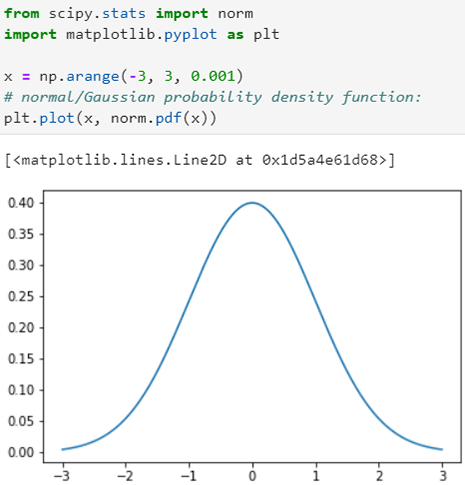 from scipy.stats import norm
import matplotlib.pyplot as plt
x = np.arange(-3, 3, 0.001)
# normal/Gaussian probability density function:
plt.plot(x, norm.pdf(x))
[<matplotlib.lines.Line2D at 0x1d5a4e61d68>]
0.40
0.35
0.30
0.25
0.20
0.15
0.10
0.05
0.00
−3 −2 −1 0 1 2 3